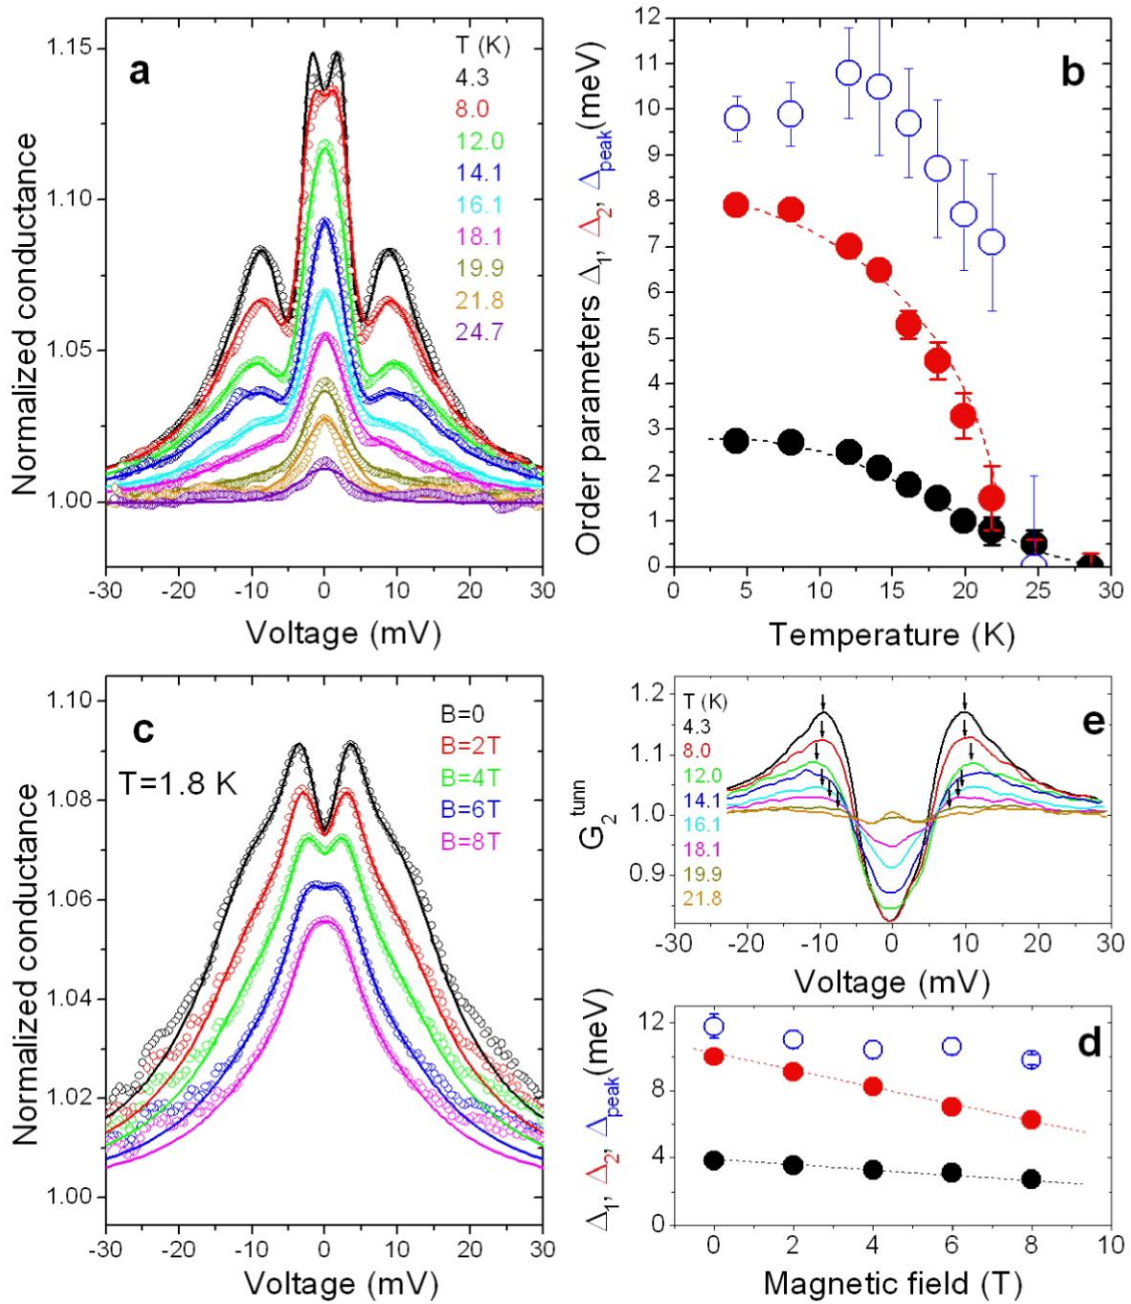 a
T (K)
4.3
8.0
12.0
14.1
16.1
18.1
19.9
21.8
24.7
1.15
1.10
1.05
1.00
Normalized conductance
-30 -20 -10 0 10 20 30
Voltage (mV)
b
12
11
10
9
8
7
6
5
4
3
2
1
0
Order parameters Δ1, Δ2, Δpeak(meV)
0 5 10 15 20 25 30
Temperature (K)
c
T=1.8 K
B=0
B=2T
B=4T
B=6T
B=8T
1.10
1.08
1.06
1.04
1.02
1.00
Normalized conductance
-30 -20 -10 0 10 20 30
Voltage (mV)
e
T (K)
4.3
8.0
12.0
14.1
16.1
18.1
19.9
21.8
1.2
1.1
1.0
0.9
G2tunn
-30 -20 -10 0 10 20 30
Voltage (mV)
d
12
8
4
0
Δ1, Δ2, Δpeak(meV)
0 2 4 6 8 10
Magnetic field (T)